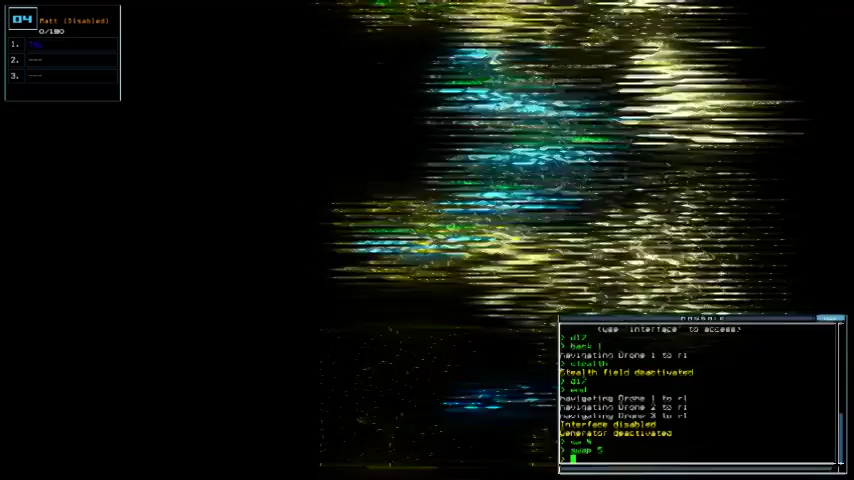 04 Matt (Disabled)
0/180
1.
2. ---
3. ---
(use 'interface' to access)
> d17
> back 1
navigating Drone 1 to r1
> stealth
Stealth field deactivated
> d17
> end
navigating Drone 1 to r1
navigating Drone 2 to r1
navigating Drone 3 to r1
Interface disabled
Generator deactivated
> swap 5
>